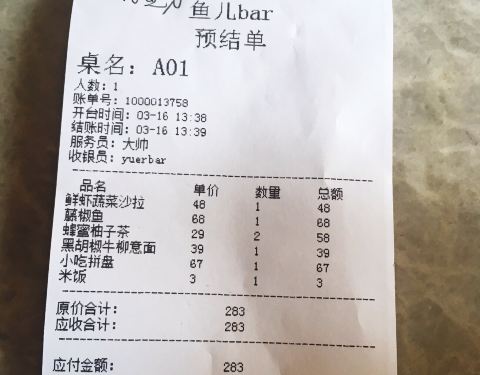 鱼儿bar
预结单
桌名：A01
人数：1
账单号：1000013758
开台时间：03-16 13:38
结账时间：03-16 13:39
服务员：大帅
收银员：yuerbar
品名 单价 数量 总额
鲜虾蔬菜沙拉 48 1 48
藤椒鱼 68 1 68
蜂蜜柚子茶 29 2 58
黑胡椒牛柳意面 39 1 39
小吃拼盘 67 1 67
米饭 3 1 3
原价合计： 283
应收合计： 283
应付金额： 283